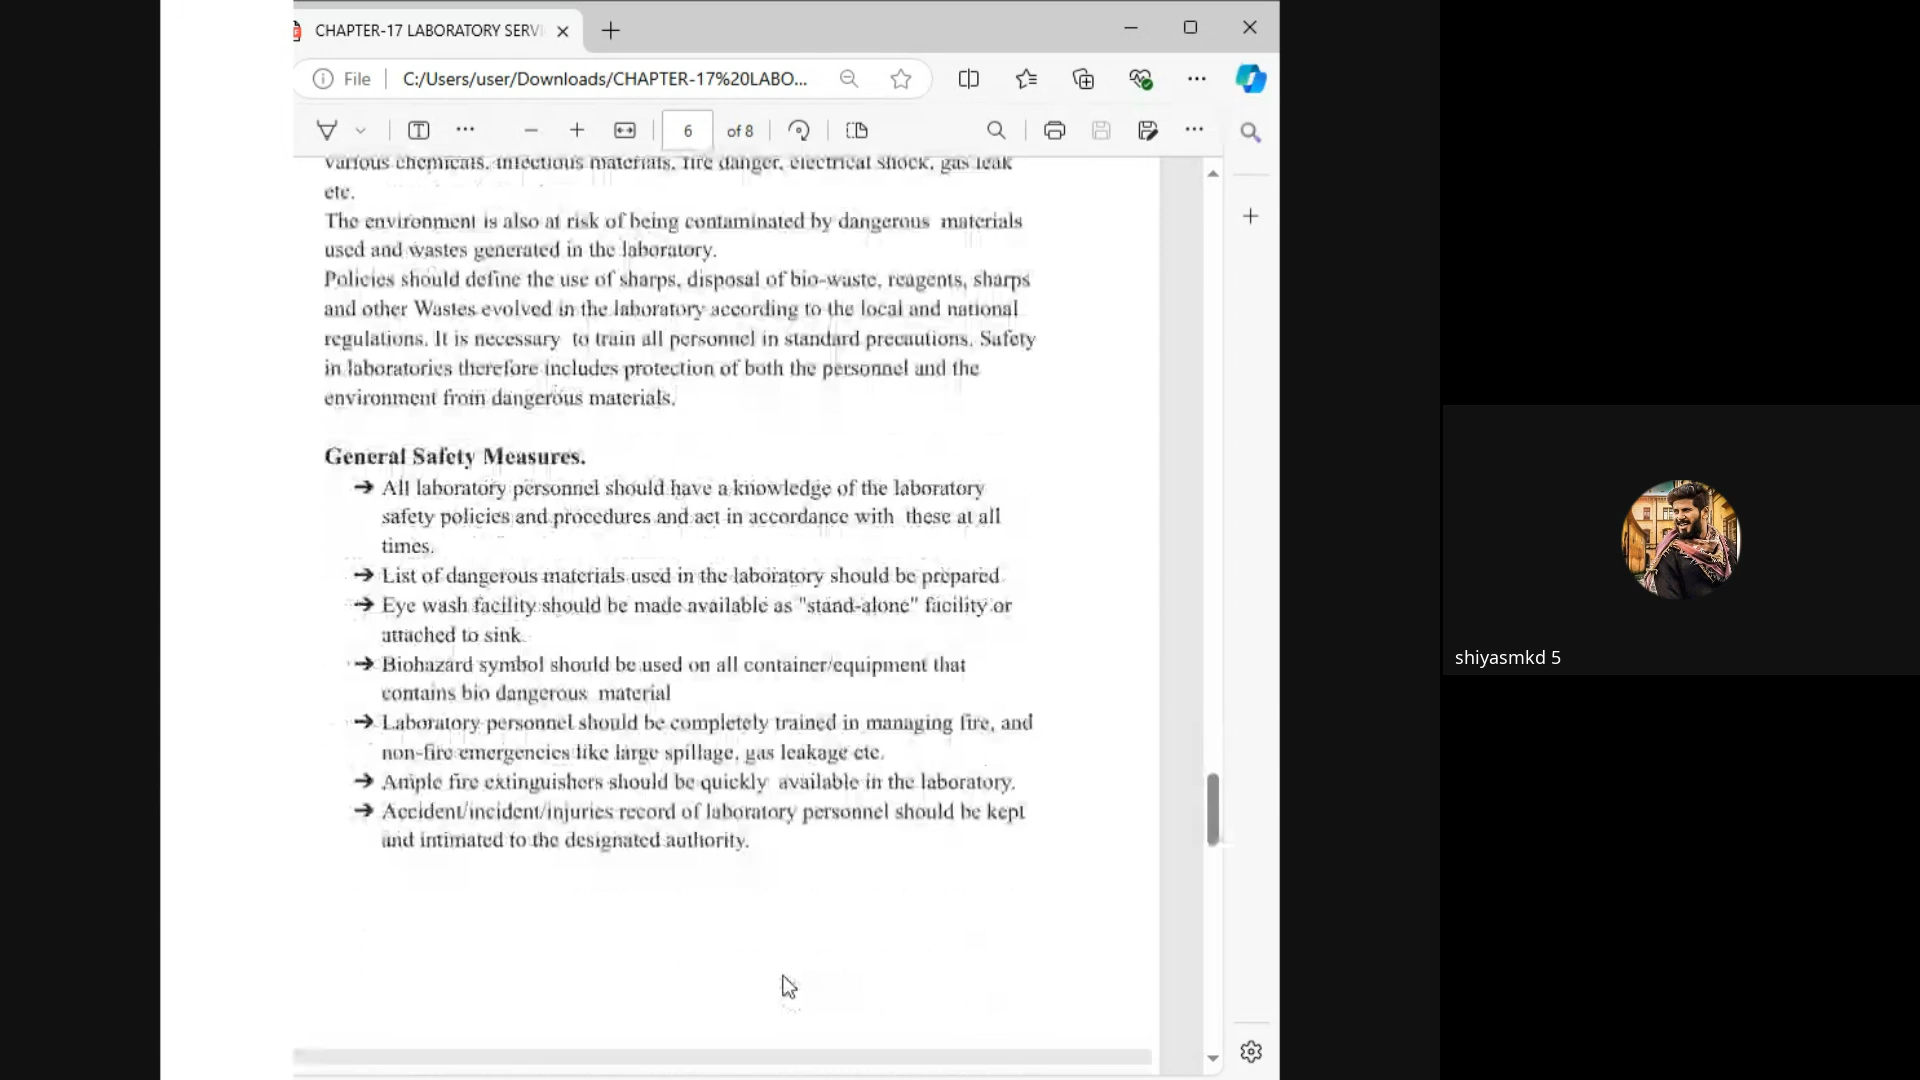 CHAPTER-17 LABORATORY SERVI
File
C:/Users/user/Downloads/CHAPTER-17%20LABO...
6
of 8
various chemicals, infectious materials, fire danger, electrical shock, gas leak
etc.
The environment is also at risk of being contaminated by dangerous materials
used and wastes generated in the laboratory.
Policies should define the use of sharps, disposal of bio-waste, reagents, sharps
and other Wastes evolved in the laboratory according to the local and national
regulations. It is necessary to train all personnel in standard precautions. Safety
in laboratories therefore includes protection of both the personnel and the
environment from dangerous materials.
General Safety Measures.
→ All laboratory personnel should have a knowledge of the laboratory
safety policies and procedures and act in accordance with these at all
times.
→ List of dangerous materials used in the laboratory should be prepared
→ Eye wash facility should be made available as "stand-alone" facility or
attached to sink
→ Biohazard symbol should be used on all container/equipment that
contains bio dangerous material
→ Laboratory personnel should be completely trained in managing fire, and
non-fire emergencies like large spillage, gas leakage etc.
→ Ample fire extinguishers should be quickly available in the laboratory.
→ Accident/incident/injuries record of laboratory personnel should be kept
and intimated to the designated authority.
shiyasmkd 5